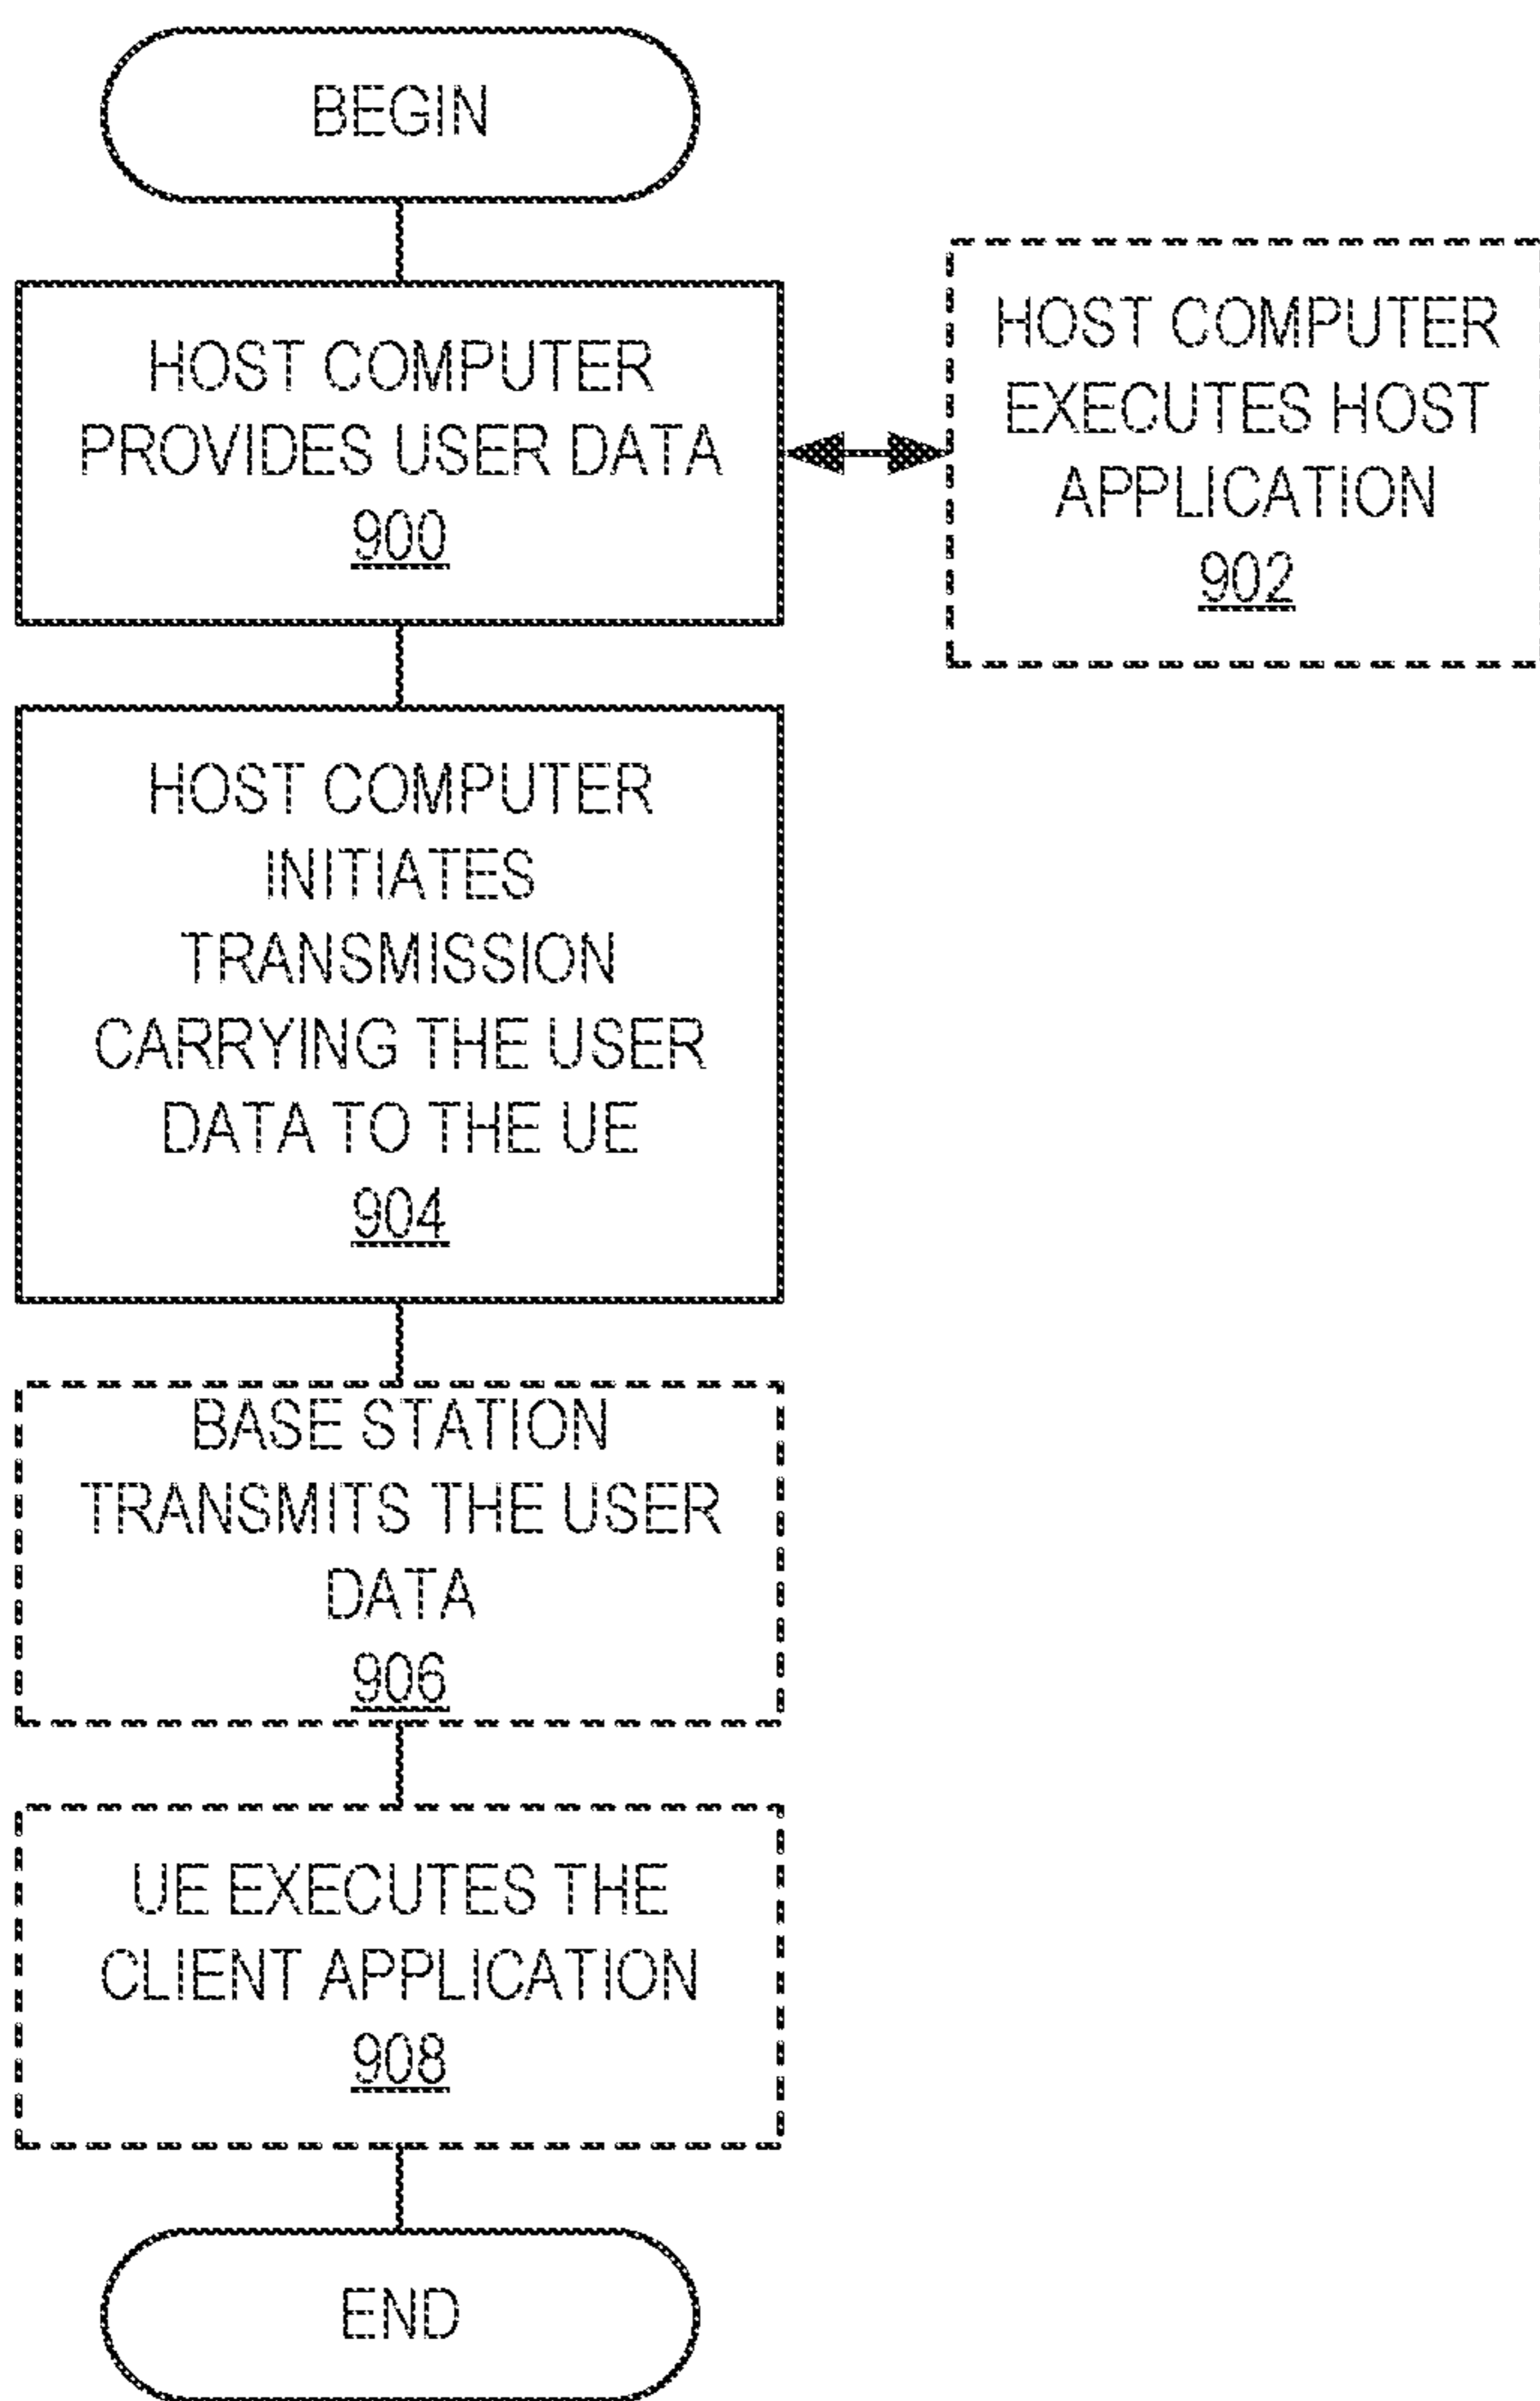 BEGIN
HOST COMPUTER
PROVIDES USER DATA
900
HOST COMPUTER
EXECUTES HOST
APPLICATION
902
HOST COMPUTER
INITIATES
TRANSMISSION
CARRYING THE USER
DATA TO THE UE
904
BASE STATION
TRANSMITS THE USER
DATA
906
UE EXECUTES THE
CLIENT APPLICATION
908
END